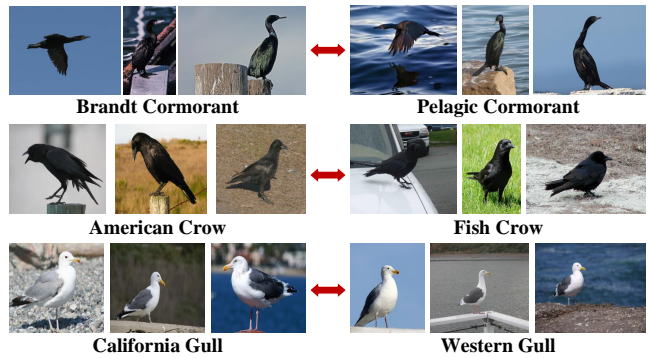 Brandt Cormorant
Pelagic Cormorant
American Crow
Fish Crow
California Gull
Western Gull